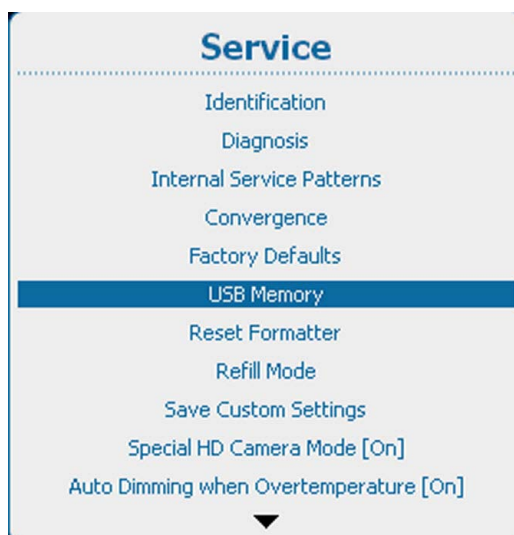 Service
Identification
Diagnosis
Internal Service Patterns
Convergence
Factory Defaults
USB Memory
Reset Formatter
Refill Mode
Save Custom Settings
Special HD Camera Mode [On]
Auto Dimming when Overtemperature [On]